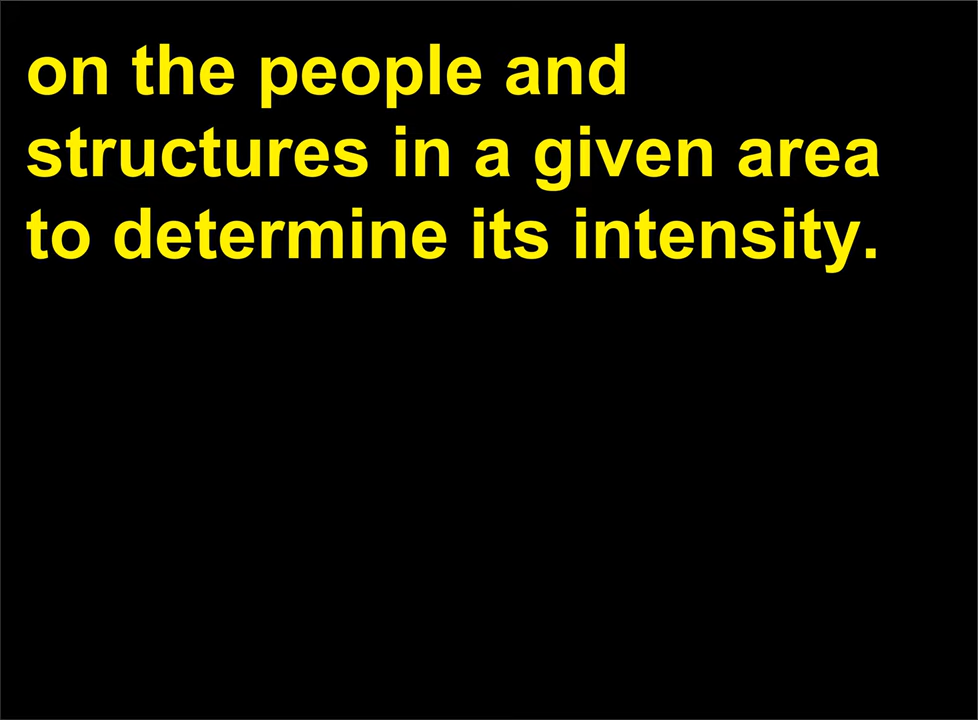 on the people and
structures in a given area
to determine its intensity.